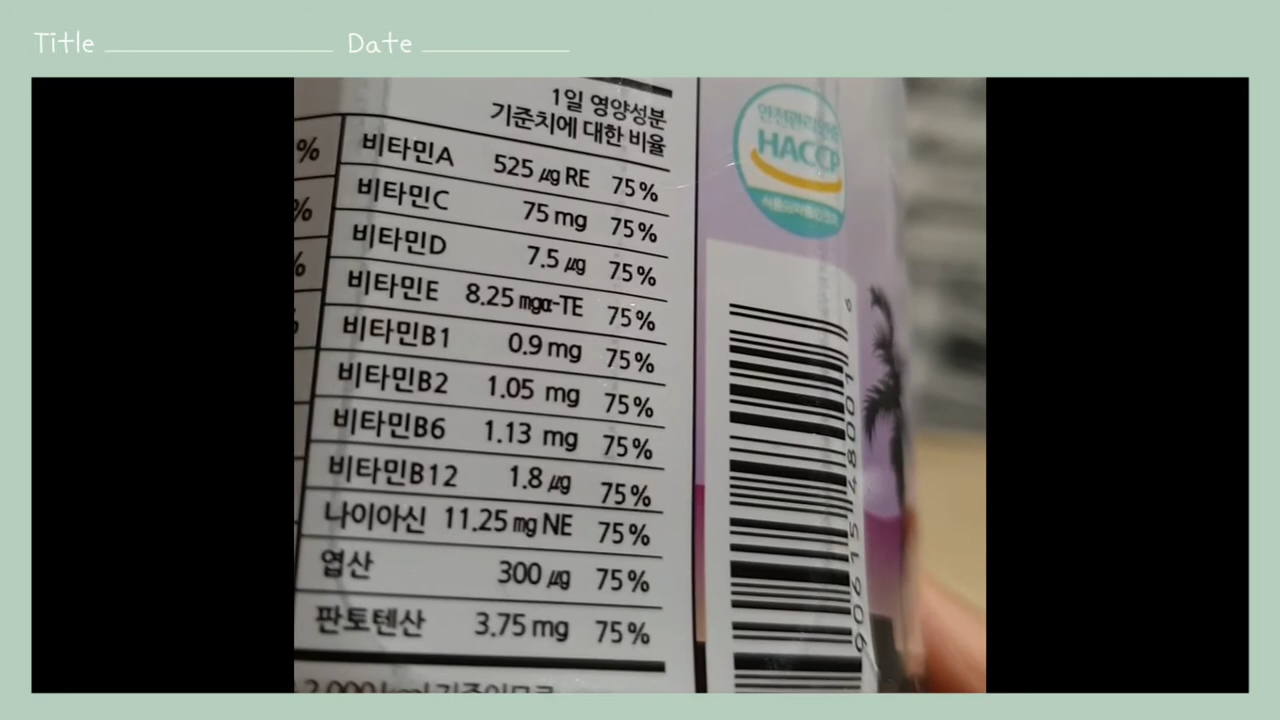 Title Date
1일 영양성분
기준치에 대한 비율
% 비타민A 525 ㎍ RE 75%
% 비타민C 75 mg 75%
% 비타민D 7.5 ㎍ 75%
비타민E 8.25 ㎎α-TE 75%
비타민B1 0.9 mg 75%
비타민B2 1.05 mg 75%
비타민B6 1.13 mg 75%
비타민B12 1.8 ㎍ 75%
나이아신 11.25 ㎎ NE 75%
엽산 300 ㎍ 75%
판토텐산 3.75 mg 75%
HACCP